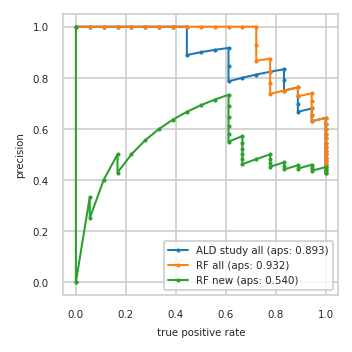 precision
1.0
0.8
0.6
0.4
0.2
0.0
ALD study all (aps: 0.893)
RF all (aps: 0.932)
RF new (aps: 0.540)
0.0 0.2 0.4 0.6 0.8 1.0
true positive rate